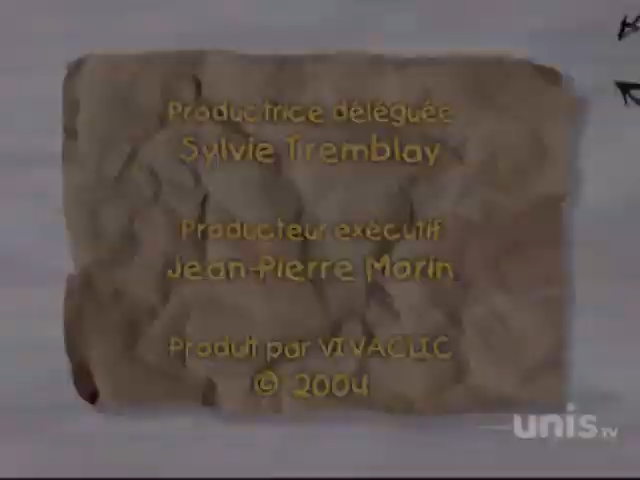 Productrice déléguée
Sylvie Tremblay
Producteur exécutif
Jean-Pierre Morin
Produit par VIVACLIC
© 2004
unis TV